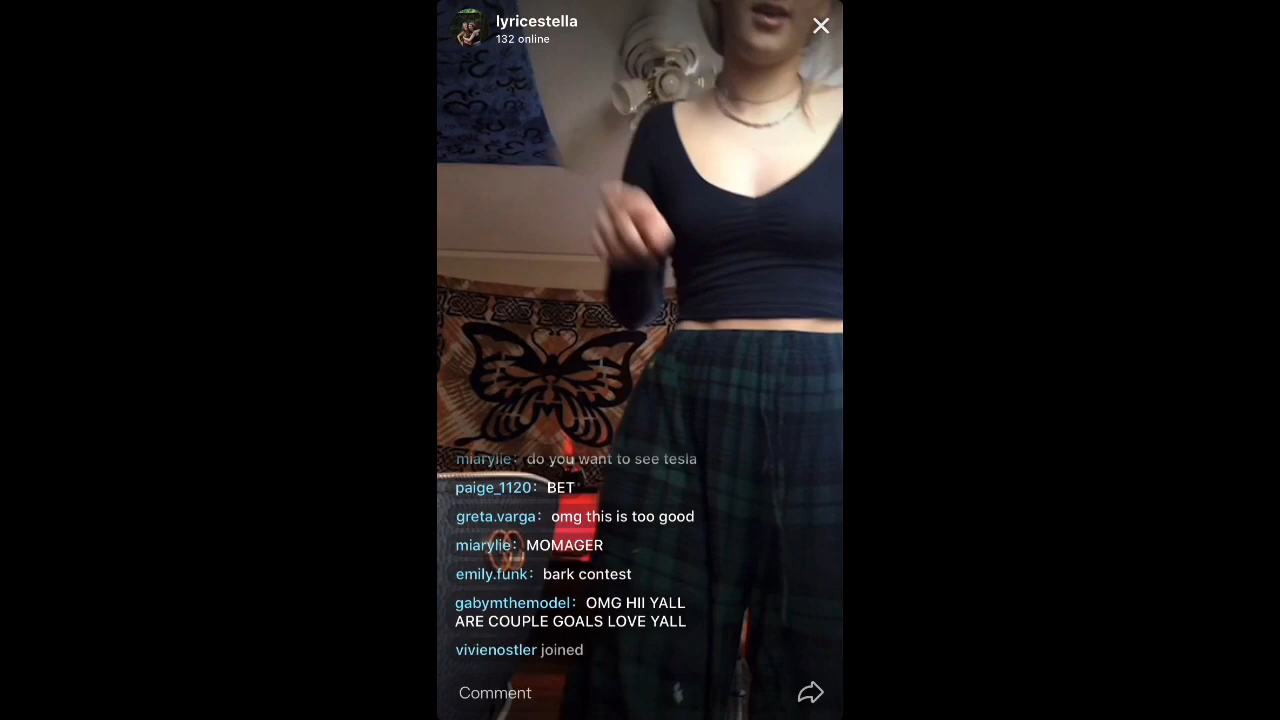 lyricestella
132 online
miarylie: do you want to see tesla
paige_1120: BET
greta.varga: omg this is too good
miarylie: MOMAGER
emily.funk: bark contest
gabymthemodel: OMG HII YALL
ARE COUPLE GOALS LOVE YALL
vivienostler joined
Comment